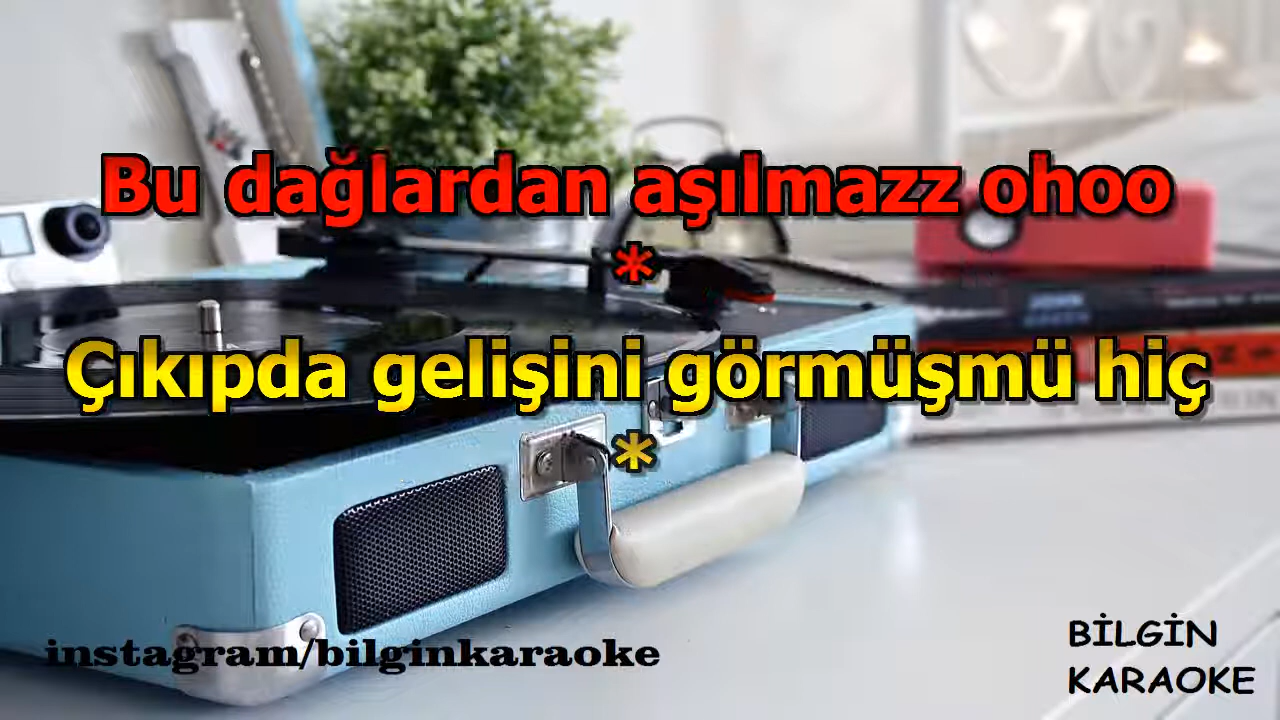 Bu dağlardan aşılmazz ohoo
*
Çıkıpda gelişini görmüşmü hiç
*
instagram/bilginkaraoke
BİLGİN
KARAOKE